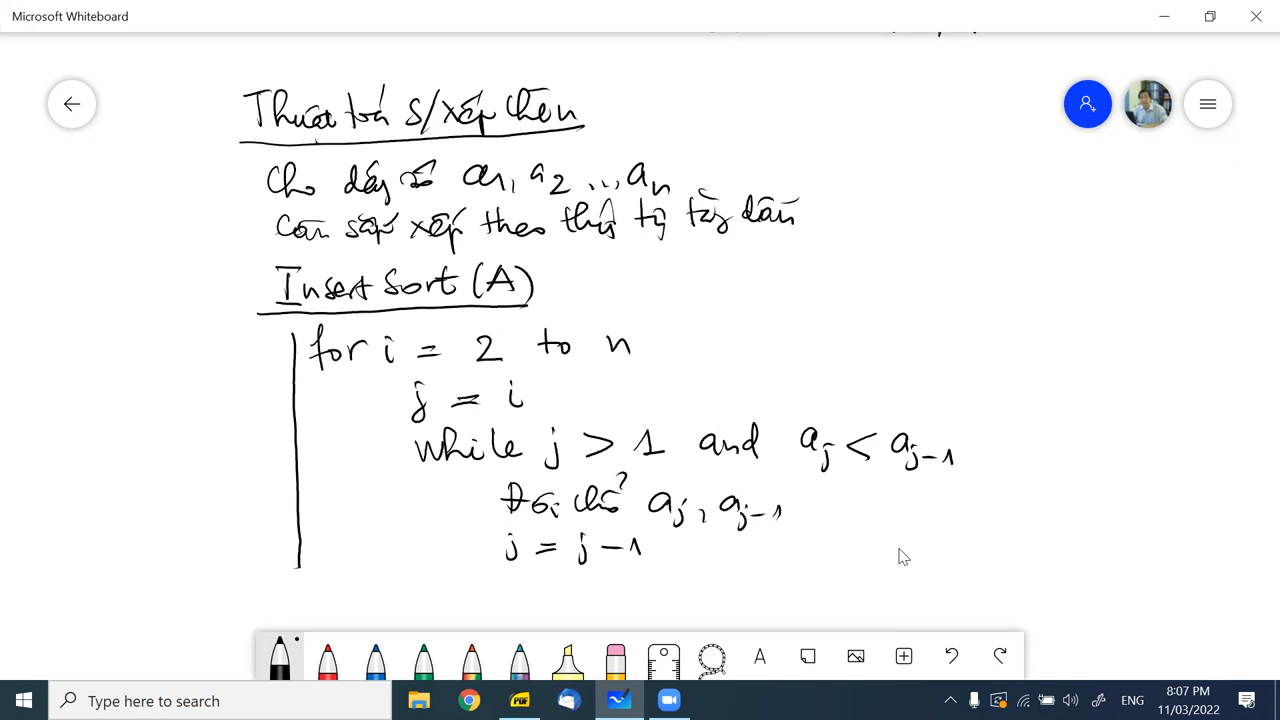 Microsoft Whiteboard
Thuật toán s/xếp chèn
Cho dãy số a1, a2 ... an
Cần sắp xếp theo thứ tự tăng dần
Insert Sort (A)
for i = 2 to n
j = i
while j > 1 and aj < aj-1
Đổi chỗ aj, aj-1
j = j-1
A
Type here to search
PDF
ENG
8:07 PM
11/03/2022